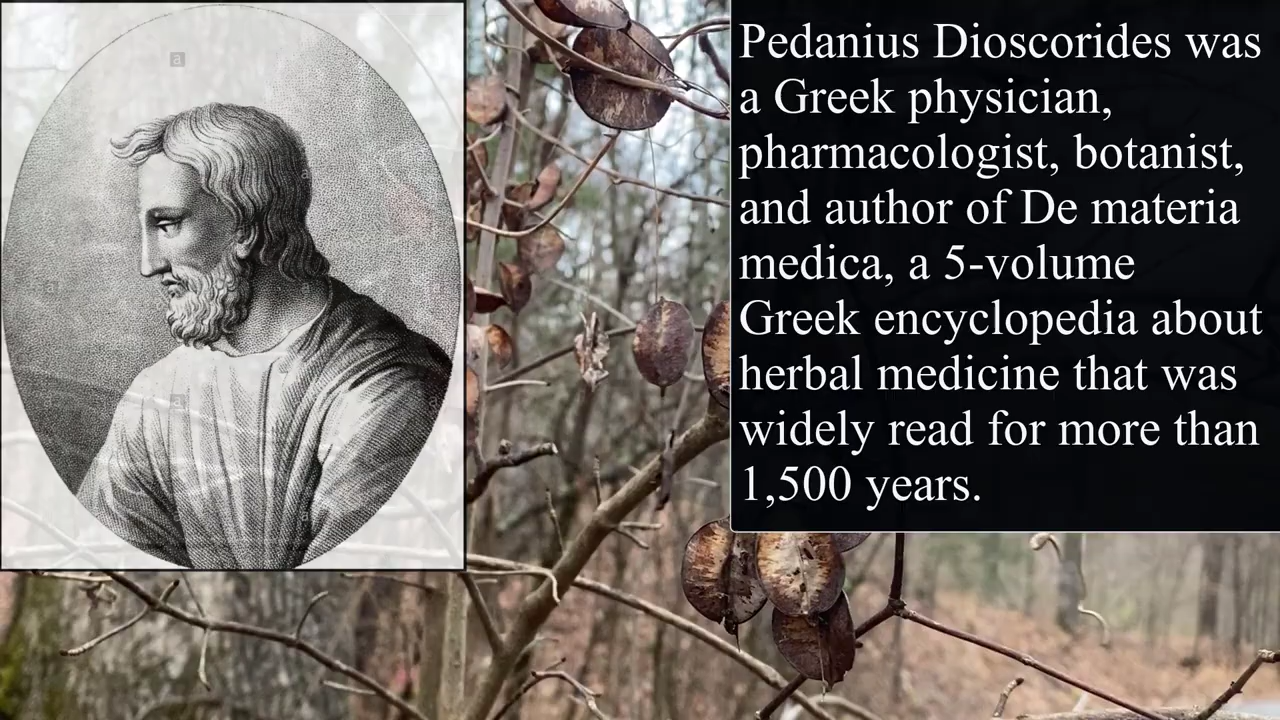 Pedanius Dioscorides was
a Greek physician,
pharmacologist, botanist,
and author of De materia
medica, a 5-volume
Greek encyclopedia about
herbal medicine that was
widely read for more than
1,500 years.
a
a
a
a
a
a